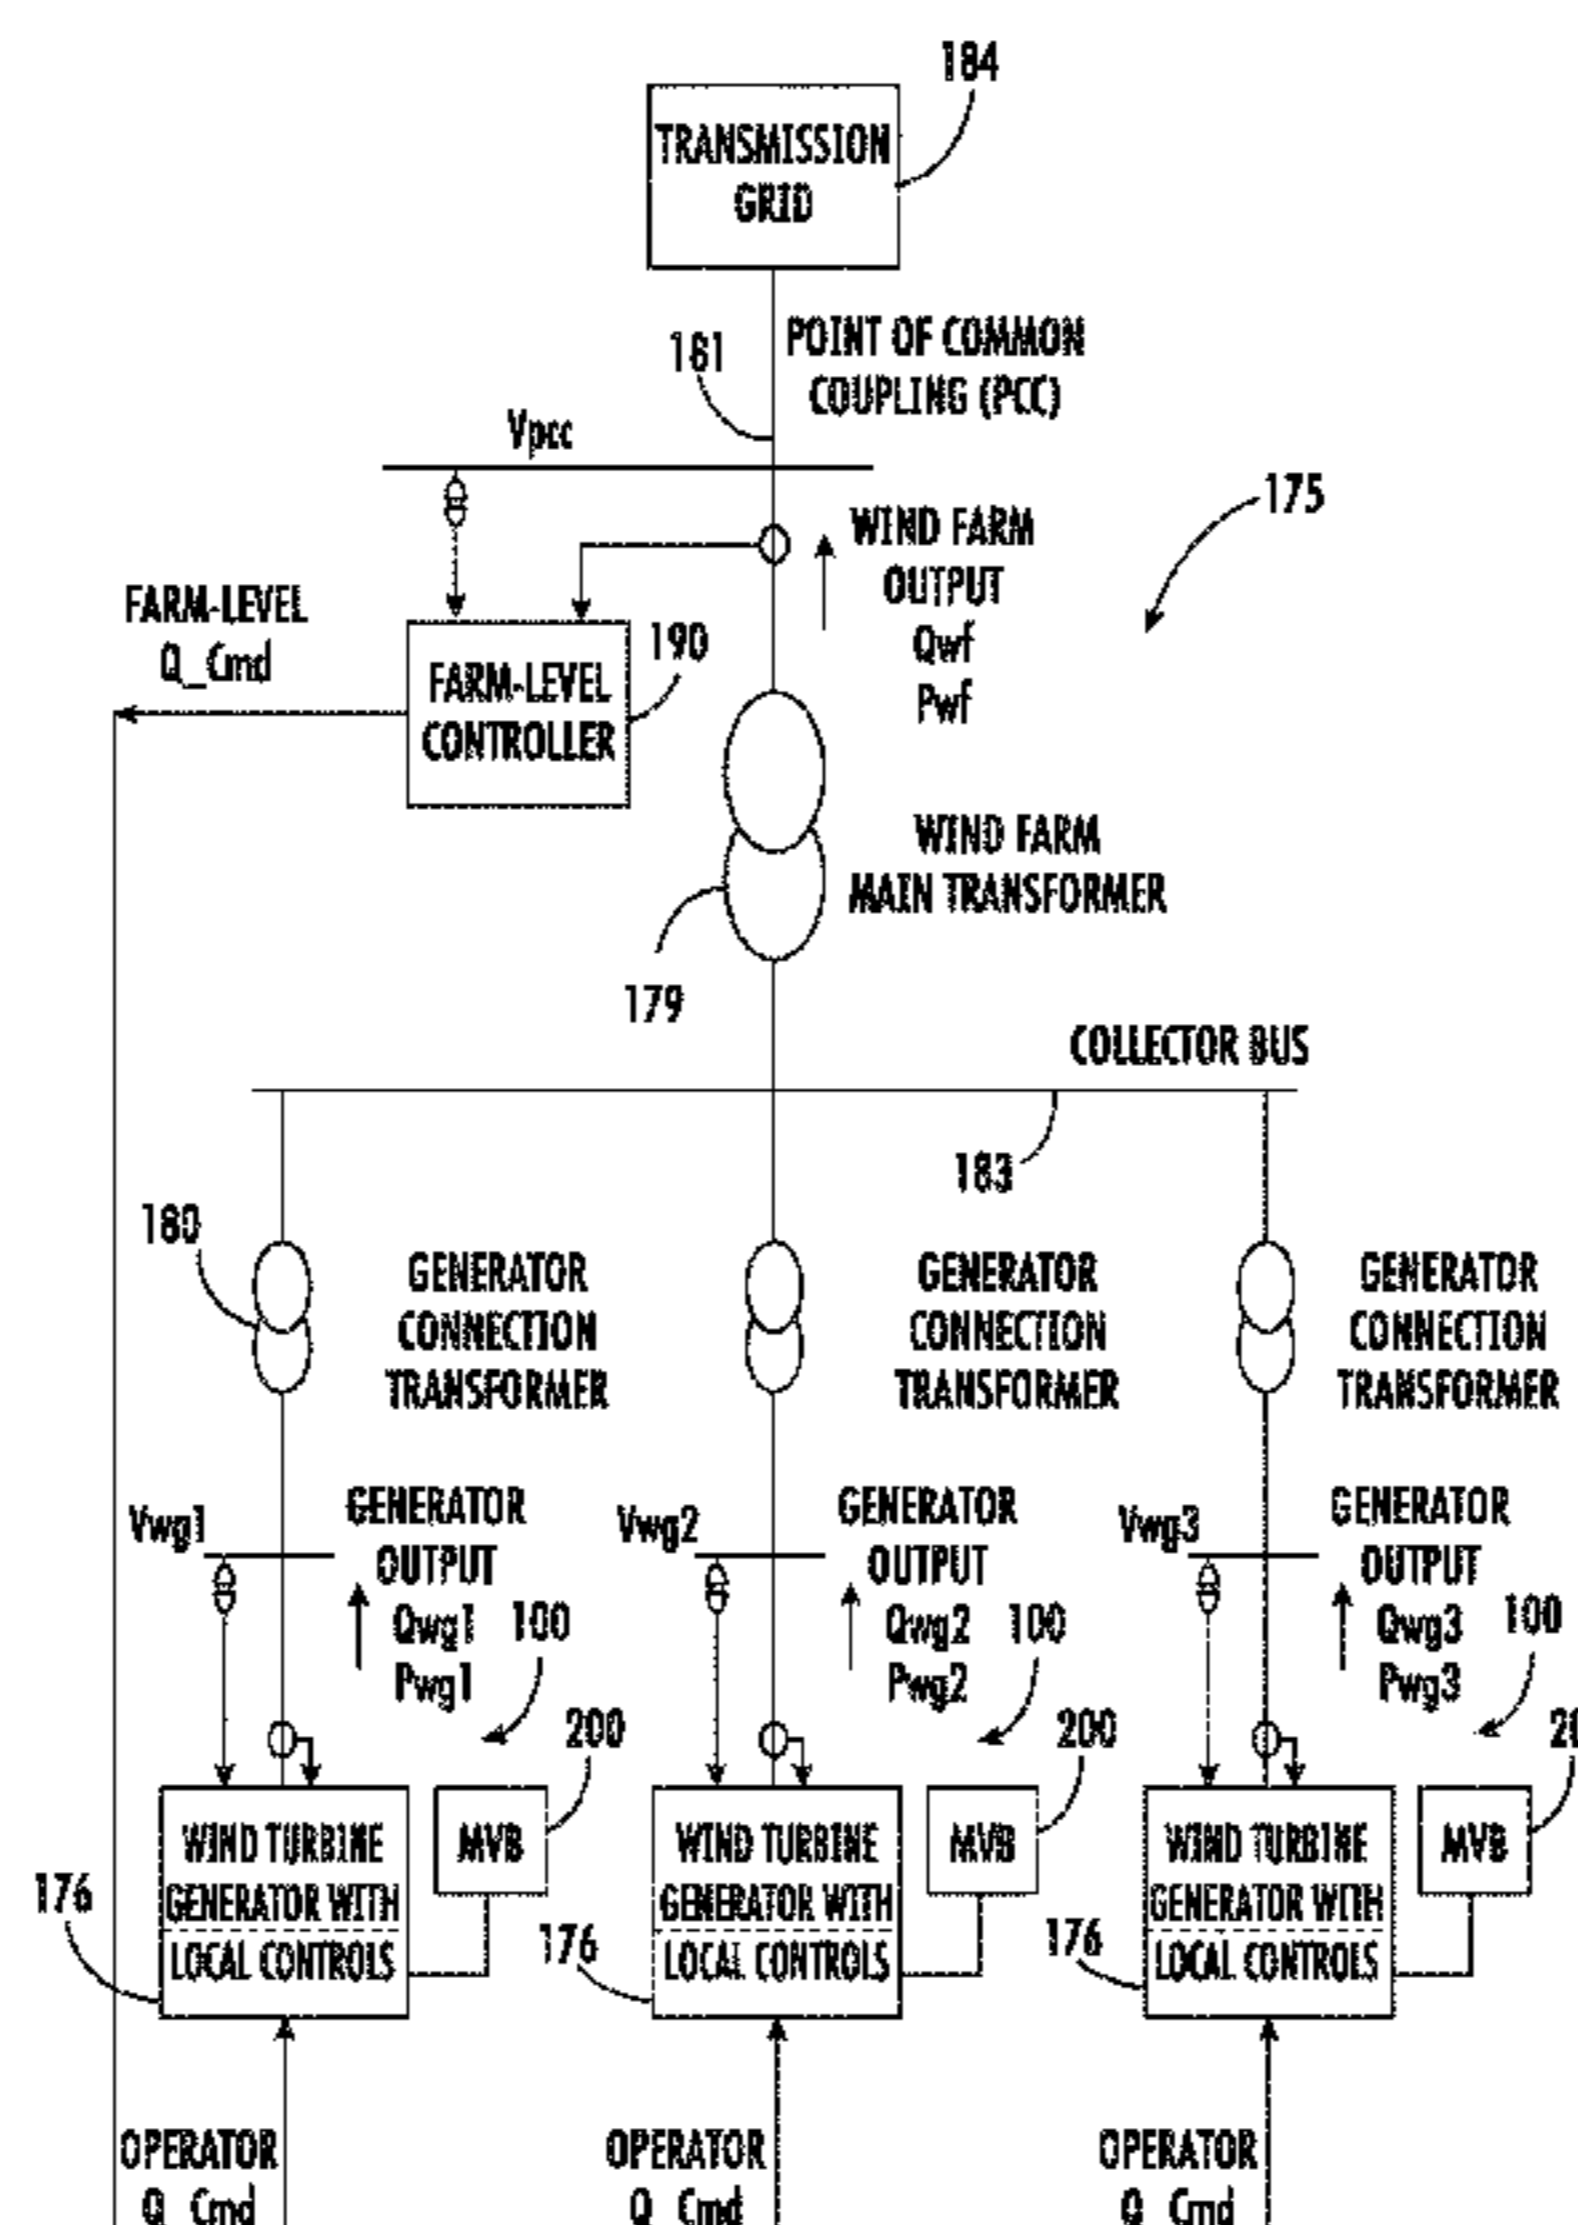 184
TRANSMISSION
GRID
181
POINT OF COMMON
COUPLING (PCC)
Vpcc
175
WIND FARM
OUTPUT
Qwf
Pwf
FARM-LEVEL
Q_Cmd
190
FARM-LEVEL
CONTROLLER
WIND FARM
MAIN TRANSFORMER
179
COLLECTOR BUS
183
180
GENERATOR
CONNECTION
TRANSFORMER
GENERATOR
CONNECTION
TRANSFORMER
GENERATOR
CONNECTION
TRANSFORMER
Vwg1
GENERATOR
OUTPUT
Qwg1
Pwg1
100
200
Vwg2
GENERATOR
OUTPUT
Qwg2
Pwg2
100
200
Vwg3
GENERATOR
OUTPUT
Qwg3
Pwg3
100
WIND TURBINE
GENERATOR WITH
LOCAL CONTROLS
MVB
176
WIND TURBINE
GENERATOR WITH
LOCAL CONTROLS
MVB
176
WIND TURBINE
GENERATOR WITH
LOCAL CONTROLS
MVB
176
OPERATOR
Q_Cmd
OPERATOR
Q_Cmd
OPERATOR
Q_Cmd